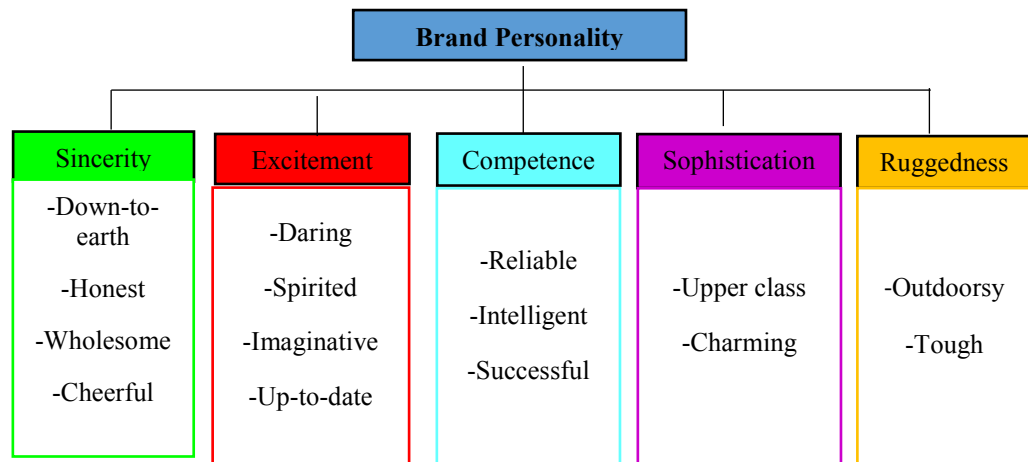 Brand Personality
Sincerity
-Down-to-
earth
-Honest
-Wholesome
-Cheerful
Excitement
-Daring
-Spirited
-Imaginative
-Up-to-date
Competence
-Reliable
-Intelligent
-Successful
Sophistication
-Upper class
-Charming
Ruggedness
-Outdoorsy
-Tough